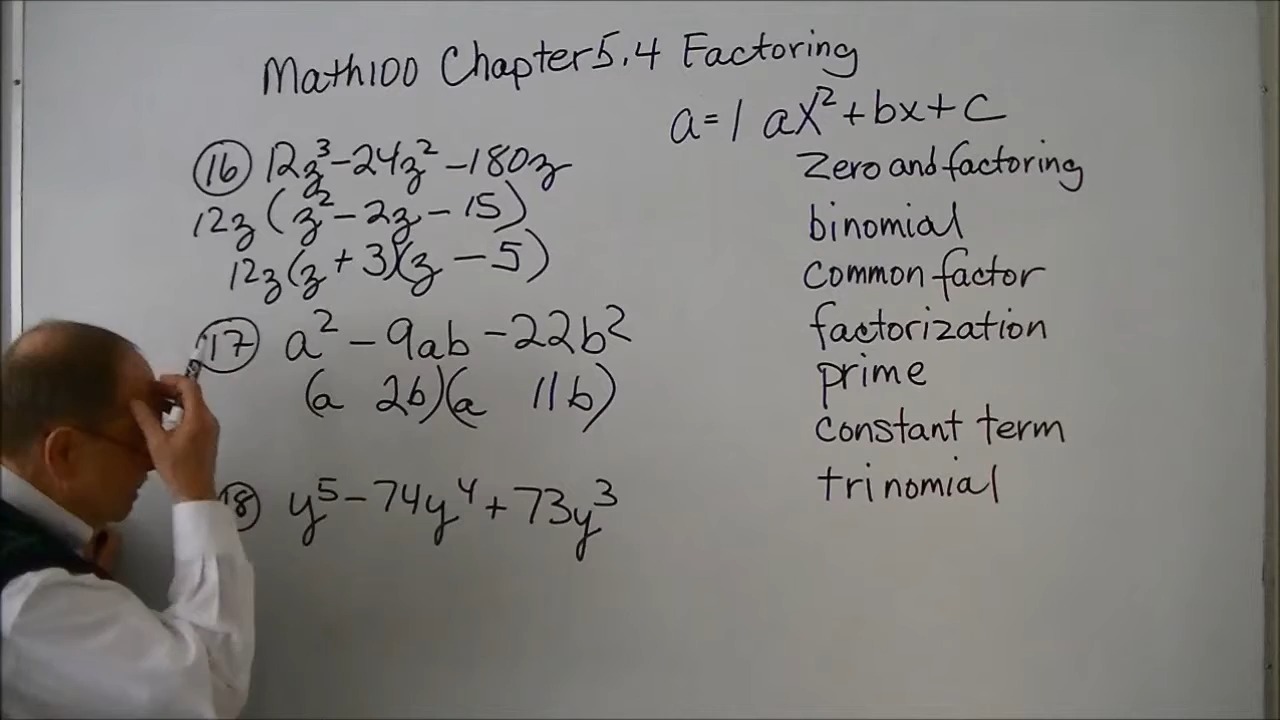 Math100 Chapter 5.4 Factoring
a=1 ax²+bx+c
⑯ 12z³-24z²-180z
12z(z²-2z-15)
12z(z+3)(z-5)
⑰ a²-9ab-22b²
(a 2b)(a 11b)
⑱ y⁵-74y⁴+73y³
Zero and factoring
binomial
common factor
factorization
prime
constant term
trinomial